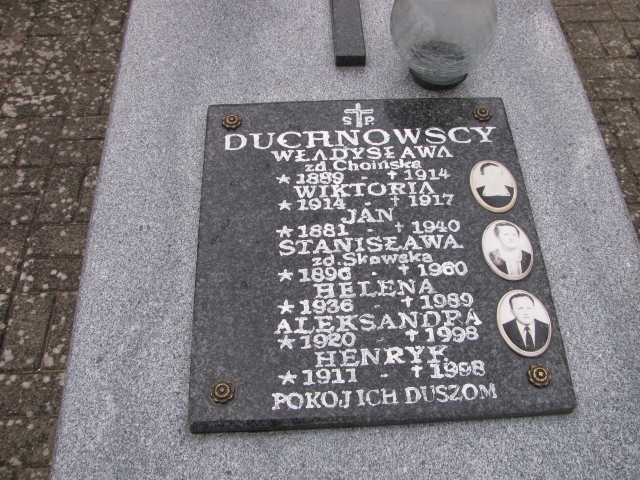 Ś P.
DUCHNOWSCY
WŁADYSŁAWA
zd Choińska
* 1889 - † 1914
WIKTORIA
* 1914 - † 1917
JAN
* 1881 - † 1940
STANISŁAWA
zd. Skowska
* 1896 - † 1960
HELENA
* 1936 - † 1989
ALEKSANDRA
* 1920 - † 1998
HENRYK
* 1911 - † 1998
POKOJ ICH DUSZOM